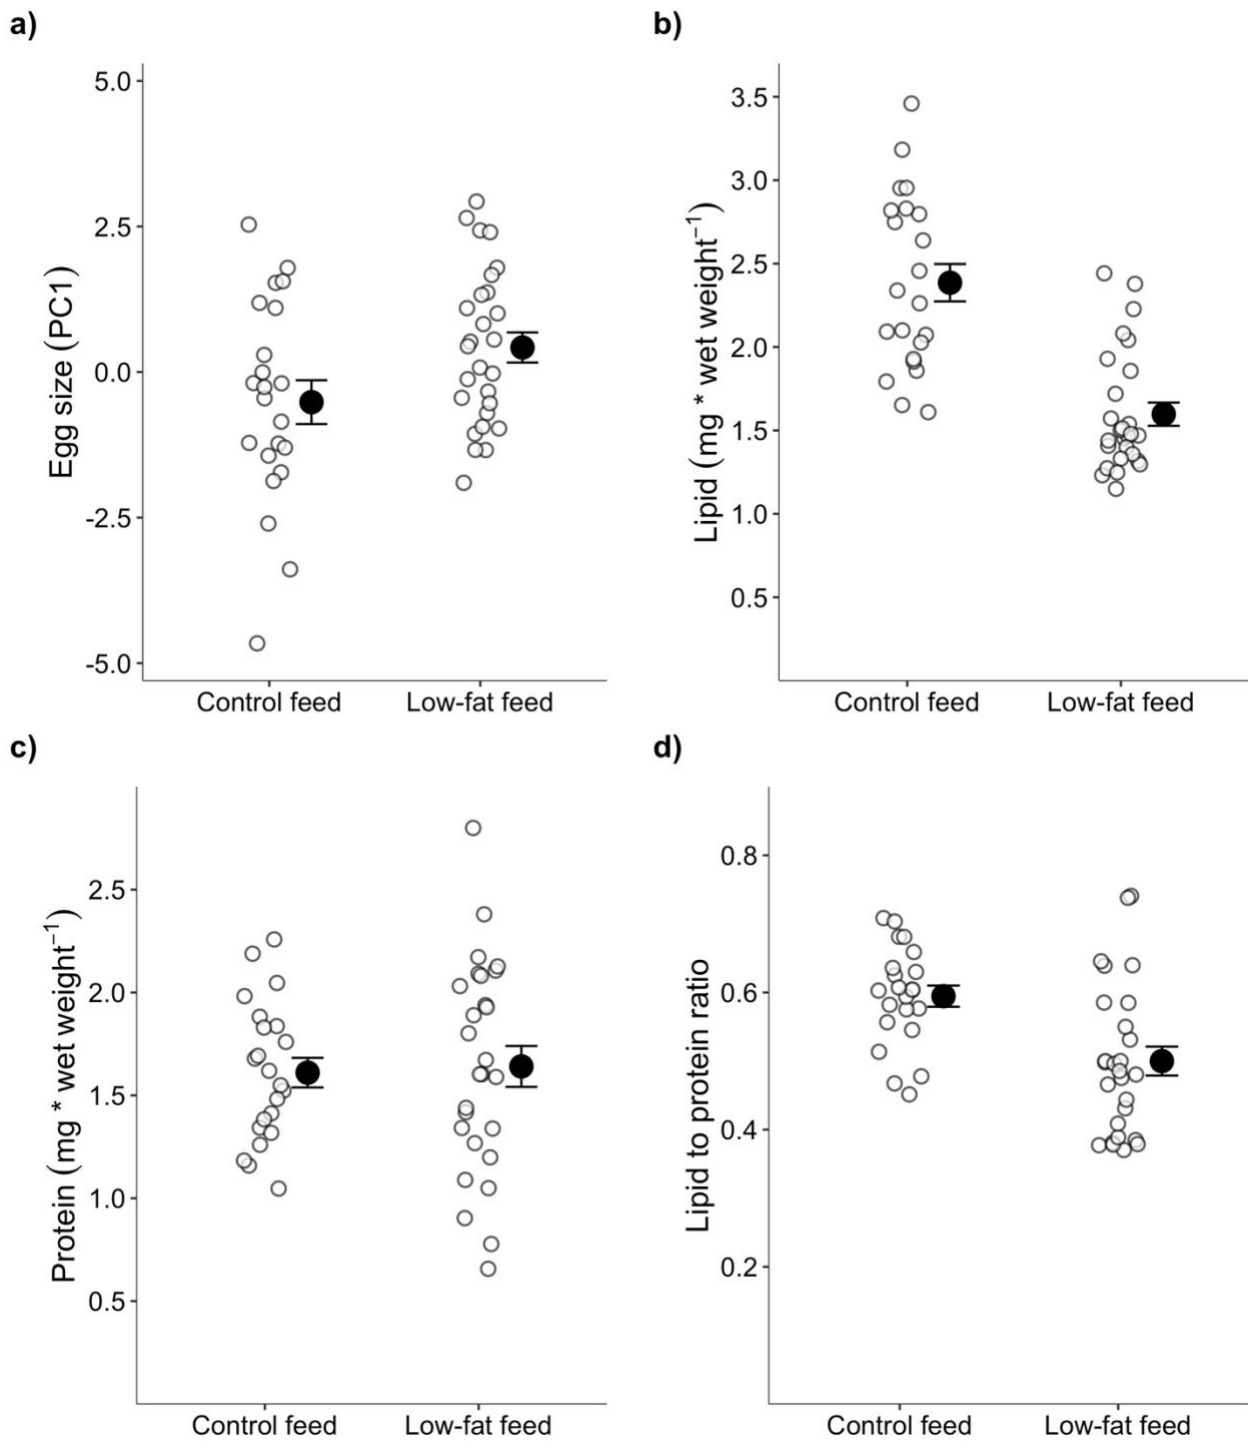 a)
Egg size (PC1)
5.0
2.5
0.0
-2.5
-5.0
Control feed Low-fat feed
b)
Lipid (mg * wet weight⁻¹)
3.5
3.0
2.5
2.0
1.5
1.0
0.5
Control feed Low-fat feed
c)
Protein (mg * wet weight⁻¹)
2.5
2.0
1.5
1.0
0.5
Control feed Low-fat feed
d)
Lipid to protein ratio
0.8
0.6
0.4
0.2
Control feed Low-fat feed